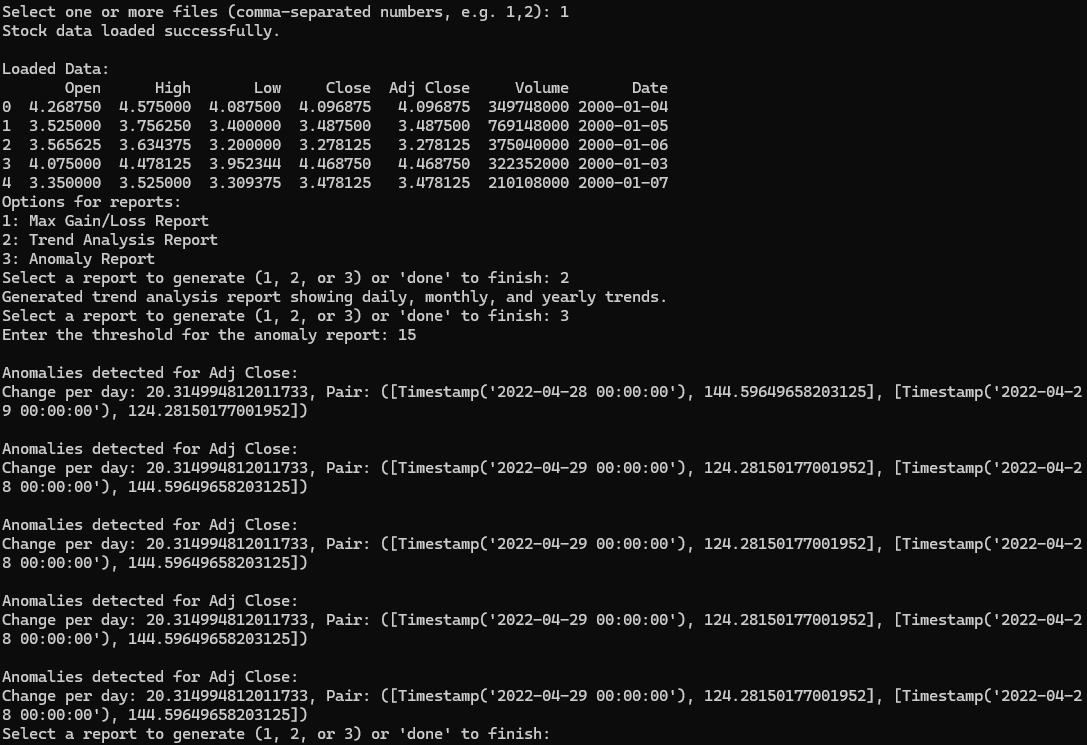 Select one or more files (comma-separated numbers, e.g. 1,2): 1
Stock data loaded successfully.
Loaded Data:
Open High Low Close Adj Close Volume Date
0 4.268750 4.575000 4.087500 4.096875 4.096875 349748000 2000-01-04
1 3.525000 3.756250 3.400000 3.487500 3.487500 769148000 2000-01-05
2 3.565625 3.634375 3.200000 3.278125 3.278125 375040000 2000-01-06
3 4.075000 4.478125 3.952344 4.468750 4.468750 322352000 2000-01-03
4 3.350000 3.525000 3.309375 3.478125 3.478125 210108000 2000-01-07
Options for reports:
1: Max Gain/Loss Report
2: Trend Analysis Report
3: Anomaly Report
Select a report to generate (1, 2, or 3) or 'done' to finish: 2
Generated trend analysis report showing daily, monthly, and yearly trends.
Select a report to generate (1, 2, or 3) or 'done' to finish: 3
Enter the threshold for the anomaly report: 15
Anomalies detected for Adj Close:
Change per day: 20.314994812011733, Pair: ([Timestamp('2022-04-28 00:00:00'), 144.59649658203125], [Timestamp('2022-04-2
9 00:00:00'), 124.28150177001952])
Anomalies detected for Adj Close:
Change per day: 20.314994812011733, Pair: ([Timestamp('2022-04-29 00:00:00'), 124.28150177001952], [Timestamp('2022-04-2
8 00:00:00'), 144.59649658203125])
Anomalies detected for Adj Close:
Change per day: 20.314994812011733, Pair: ([Timestamp('2022-04-29 00:00:00'), 124.28150177001952], [Timestamp('2022-04-2
8 00:00:00'), 144.59649658203125])
Anomalies detected for Adj Close:
Change per day: 20.314994812011733, Pair: ([Timestamp('2022-04-29 00:00:00'), 124.28150177001952], [Timestamp('2022-04-2
8 00:00:00'), 144.59649658203125])
Anomalies detected for Adj Close:
Change per day: 20.314994812011733, Pair: ([Timestamp('2022-04-29 00:00:00'), 124.28150177001952], [Timestamp('2022-04-2
8 00:00:00'), 144.59649658203125])
Select a report to generate (1, 2, or 3) or 'done' to finish: